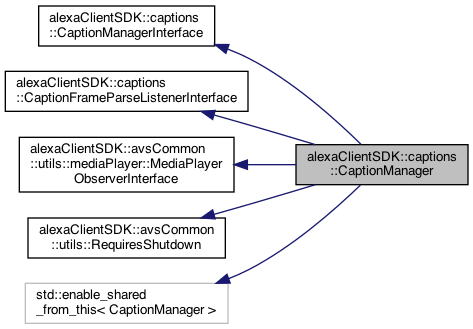 alexaClientSDK::captions
::CaptionManagerInterface
alexaClientSDK::captions
::CaptionFrameParseListenerInterface
alexaClientSDK::avsCommon
::utils::mediaPlayer::MediaPlayer
ObserverInterface
alexaClientSDK::captions
::CaptionManager
alexaClientSDK::avsCommon
::utils::RequiresShutdown
std::enable_shared
_from_this< CaptionManager >